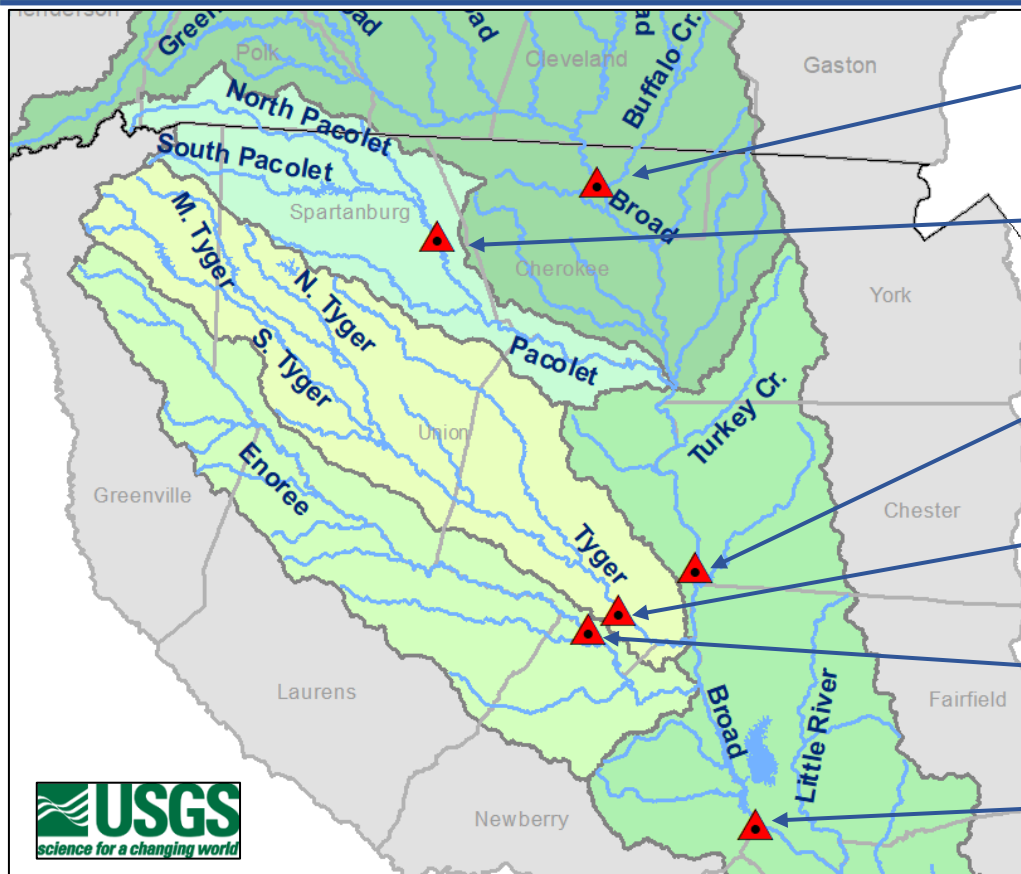 Green
Polk
Cleveland
Buffalo Cr.
Gaston
North Pacolet
South Pacolet
Spartanburg
Broad
Cherokee
M. Tyger
N. Tyger
York
S. Tyger
Pacolet
Turkey Cr.
Union
Enoree
Greenville
Chester
Tyger
Laurens
Broad
Little River
Fairfield
Newberry
USGS
science for a changing world